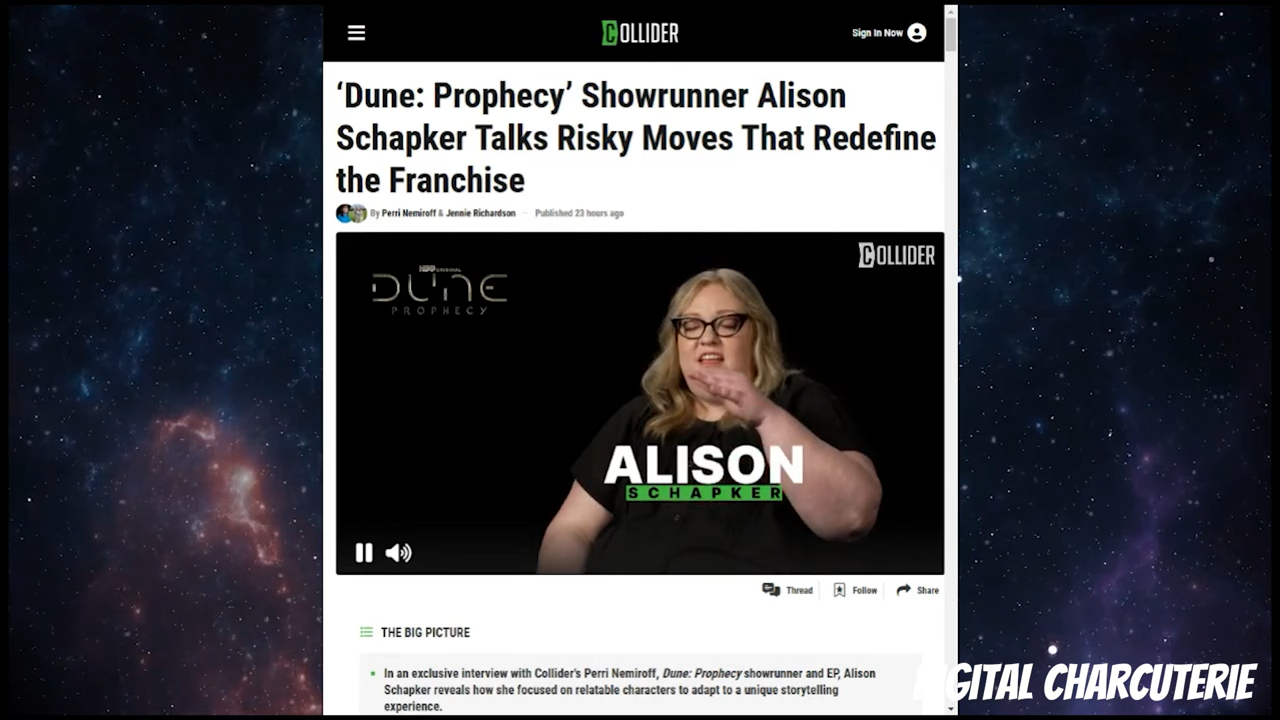 COLLIDER
Sign In Now
‘Dune: Prophecy’ Showrunner Alison
Schapker Talks Risky Moves That Redefine
the Franchise
By Perri Nemiroff & Jennie Richardson — Published 23 hours ago
COLLIDER
HBO ORIGINAL
DUNE
PROPHECY
ALISON
SCHAPKER
Thread
Follow
Share
THE BIG PICTURE
In an exclusive interview with Collider's Perri Nemiroff, Dune: Prophecy showrunner and EP, Alison
Schapker reveals how she focused on relatable characters to adapt to a unique storytelling
experience.
DIGITAL CHARCUTERIE